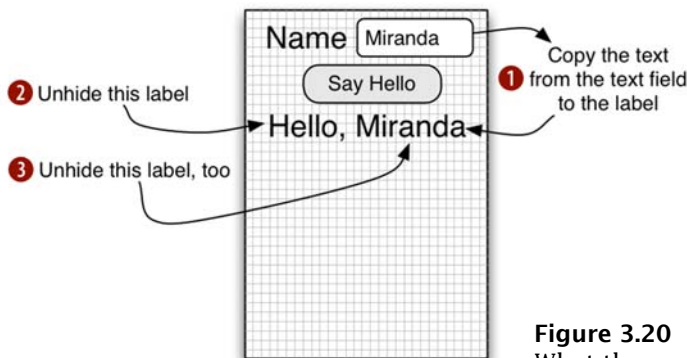 Name Miranda
Say Hello
Hello, Miranda
1 Copy the text
from the text field
to the label
2 Unhide this label
3 Unhide this label, too
Figure 3.20